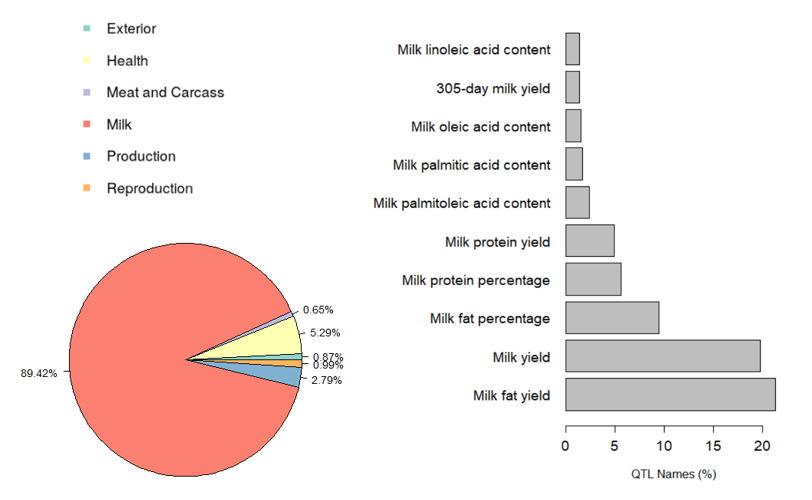 Exterior
Health
Meat and Carcass
Milk
Production
Reproduction
0.65%
5.29%
0.87%
0.99%
2.79%
89.42%
Milk linoleic acid content
305-day milk yield
Milk oleic acid content
Milk palmitic acid content
Milk palmitoleic acid content
Milk protein yield
Milk protein percentage
Milk fat percentage
Milk yield
Milk fat yield
0 5 10 15 20
QTL Names (%)